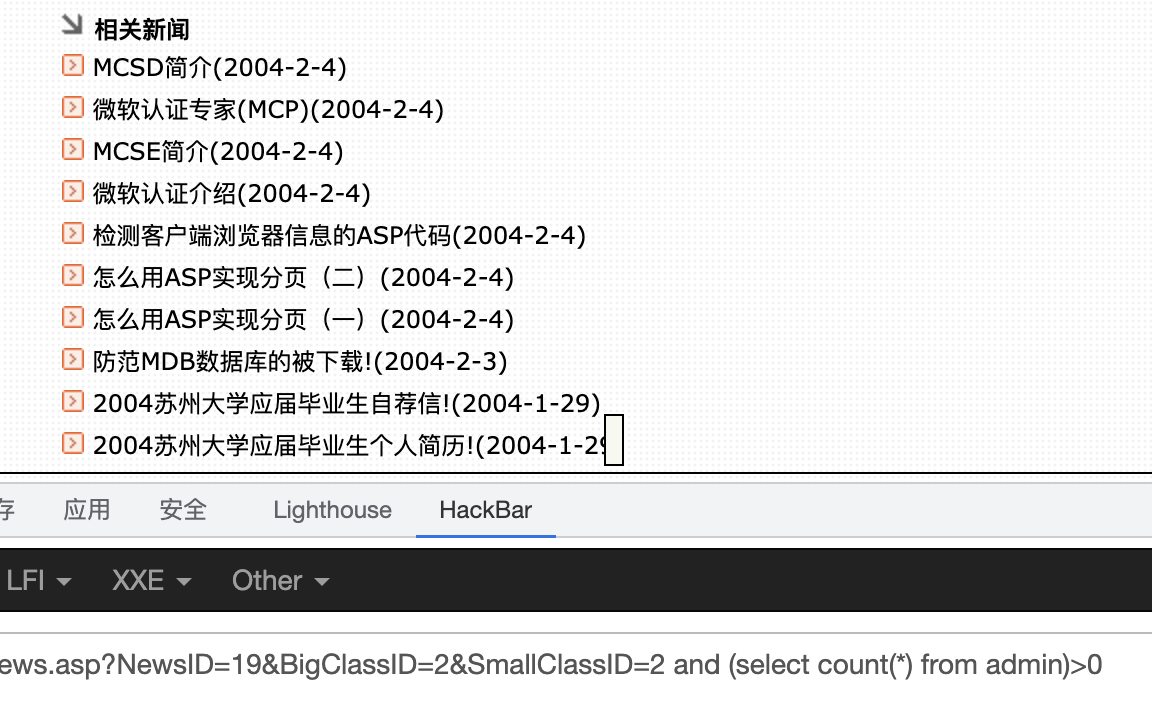 相关新闻
MCSD简介(2004-2-4)
微软认证专家(MCP)(2004-2-4)
MCSE简介(2004-2-4)
微软认证介绍(2004-2-4)
检测客户端浏览器信息的ASP代码(2004-2-4)
怎么用ASP实现分页（二）(2004-2-4)
怎么用ASP实现分页（一）(2004-2-4)
防范MDB数据库的被下载!(2004-2-3)
2004苏州大学应届毕业生自荐信!(2004-1-29)
2004苏州大学应届毕业生个人简历!(2004-1-29
存 应用 安全 Lighthouse HackBar
LFI XXE Other
ews.asp?NewsID=19&BigClassID=2&SmallClassID=2 and (select count(*) from admin)>0